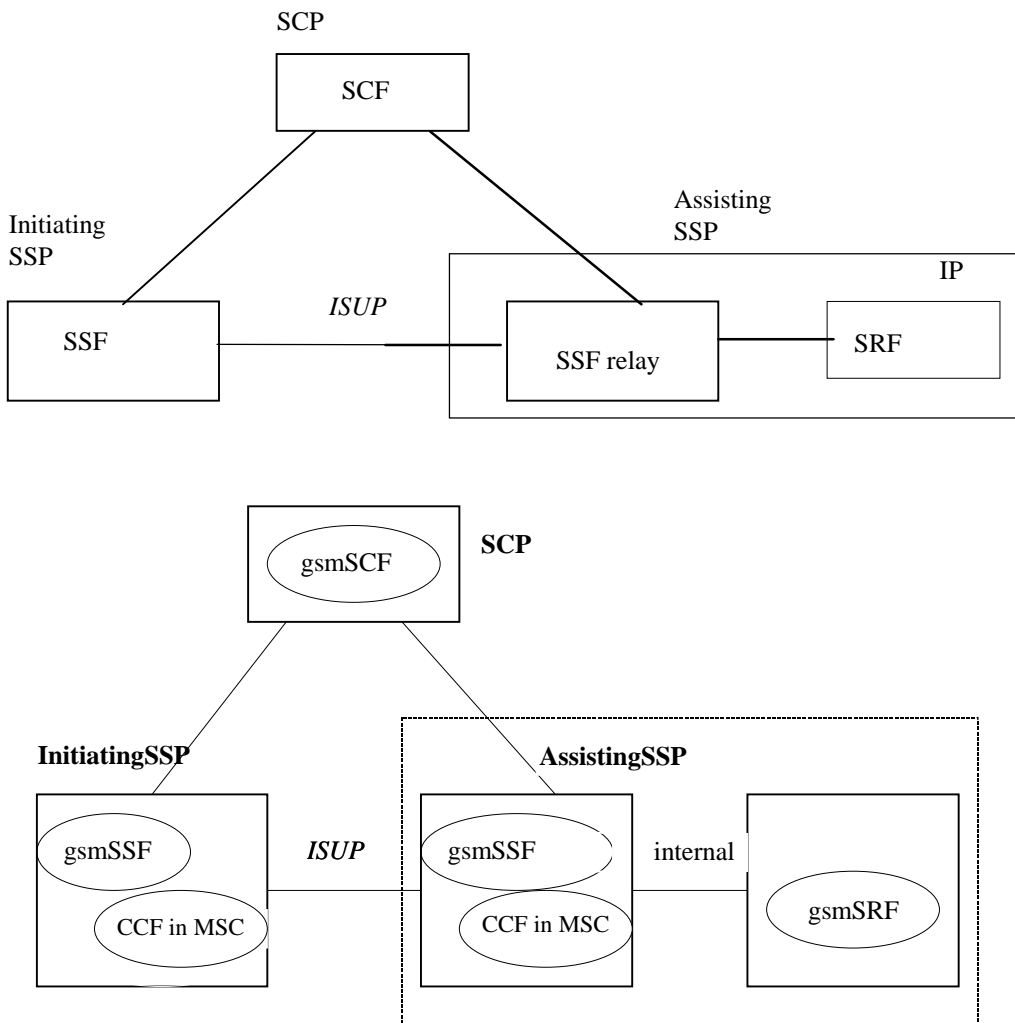 SCP
SCF
Initiating
SSP
Assisting
SSP
IP
ISUP
SSF
SSF relay
SRF
gsmSCF
SCP
InitiatingSSP
AssistingSSP
gsmSSF
ISUP
gsmSSF
internal
CCF in MSC
CCF in MSC
gsmSRF